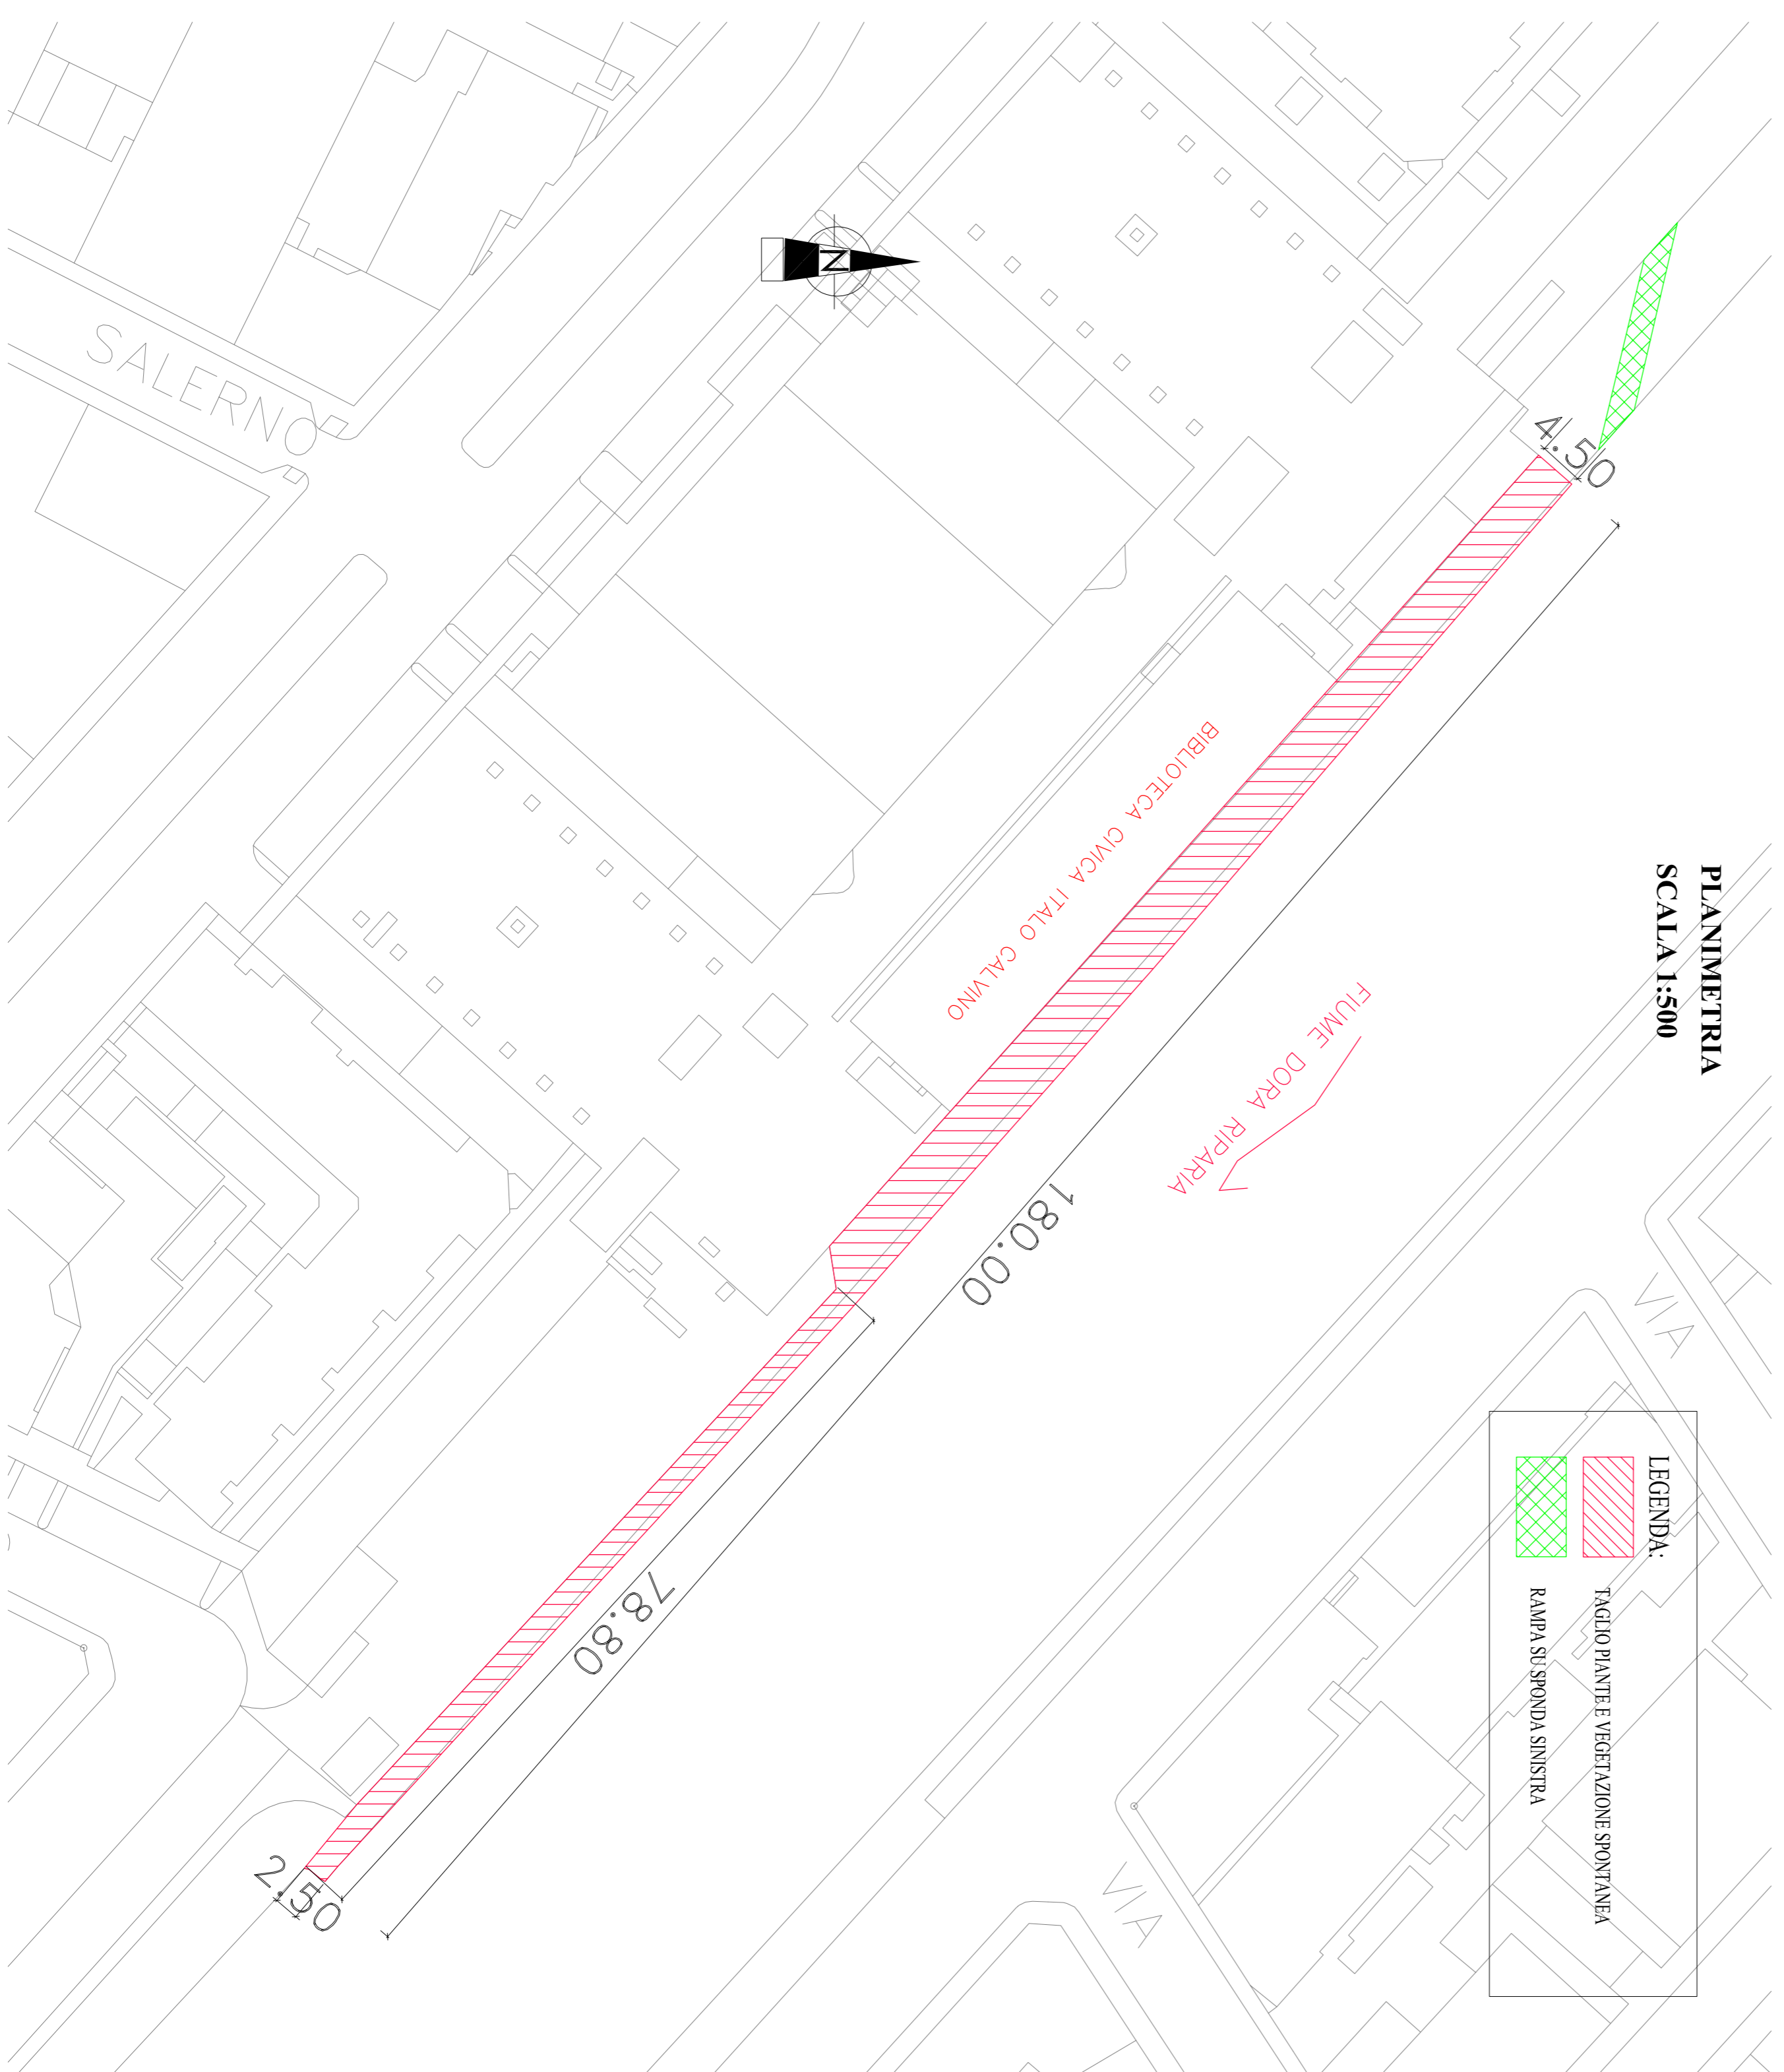 PLANIMETRIA
SCALA 1:500
LEGENDA:
TAGLIO PIANTE E VEGETAZIONE SPONTANEA
RAMPA SU SPONDA SINISTRA
VIA
VIA
FIUME DORA RIPARIA
BIBLIOTECA CIVICA ITALO CALVINO
4.50
180.00
78.80
2.50
N
SALERNO